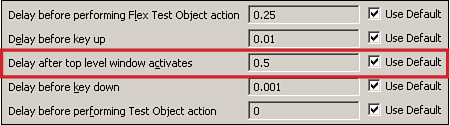 Delay before performing Flex Test Object action 0.25 Use Default
Delay before key up 0.01 Use Default
Delay after top level window activates 0.5 Use Default
Delay before key down 0.001 Use Default
Delay before performing Test Object action 0 Use Default